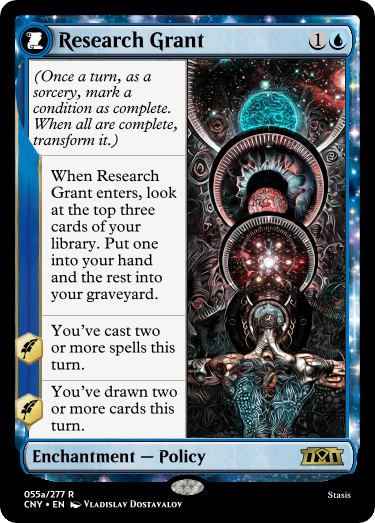 Research Grant 1
(Once a turn, as a
sorcery, mark a
condition as complete.
When all are complete,
transform it.)
When Research
Grant enters, look
at the top three
cards of your
library. Put one
into your hand
and the rest into
your graveyard.
You've cast two
or more spells this
turn.
You've drawn two
or more cards this
turn.
Enchantment — Policy
055a/277 R
CNY • EN Vladislav Dostavalov
Stasis